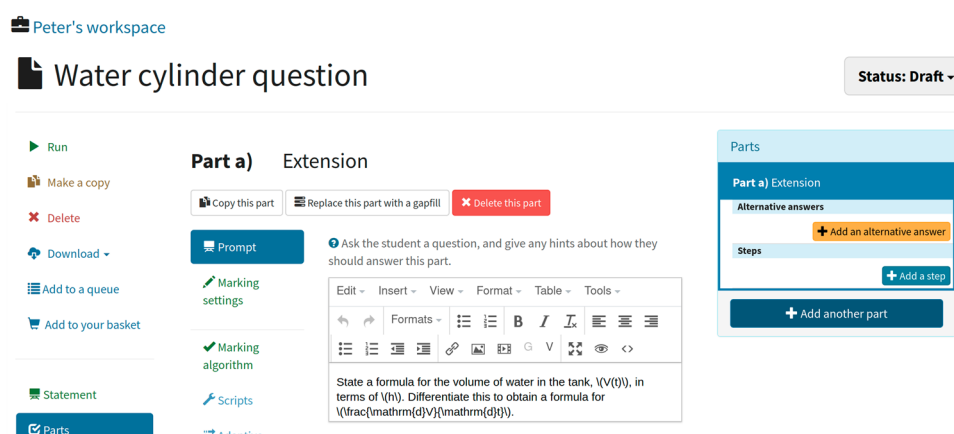 Peter's workspace
Water cylinder question
Status: Draft
Run
Make a copy
Delete
Download
Add to a queue
Add to your basket
Statement
Parts
Part a) Extension
Copy this part
Replace this part with a gapfill
Delete this part
Prompt
Marking
settings
Marking
algorithm
Scripts
Ask the student a question, and give any hints about how they
should answer this part.
Edit Insert View Format Table Tools
Formats
B I Tx
G V
State a formula for the volume of water in the tank, \(V(t)\), in
terms of \(h\). Differentiate this to obtain a formula for
\(\frac{\mathrm{d}V}{\mathrm{d}t}\).
Parts
Part a) Extension
Alternative answers
Add an alternative answer
Steps
Add a step
Add another part